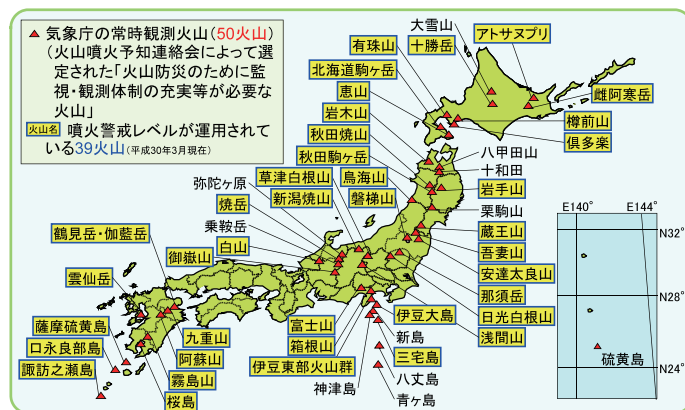 ▲ 気象庁の常時観測火山（50火山）
（火山噴火予知連絡会によって選
定された「火山防災のために監
視・観測体制の充実等が必要な
火山」
火山名 噴火警戒レベルが運用されて
いる39火山（平成30年3月現在）
大雪山
十勝岳
アトサヌプリ
有珠山
北海道駒ヶ岳
恵山
岩木山
秋田焼山
秋田駒ヶ岳
雌阿寒岳
樽前山
倶多楽
八甲田山
十和田
岩手山
栗駒山
蔵王山
吾妻山
安達太良山
那須岳
日光白根山
浅間山
草津白根山
鳥海山
新潟焼山
磐梯山
弥陀ヶ原
焼岳
乗鞍岳
白山
御嶽山
鶴見岳・伽藍岳
雲仙岳
薩摩硫黄島
口永良部島
諏訪之瀬島
九重山
阿蘇山
霧島山
桜島
富士山
箱根山
伊豆東部火山群
伊豆大島
新島
神津島
三宅島
八丈島
青ヶ島
E140°
E144°
N32°
N28°
N24°
硫黄島